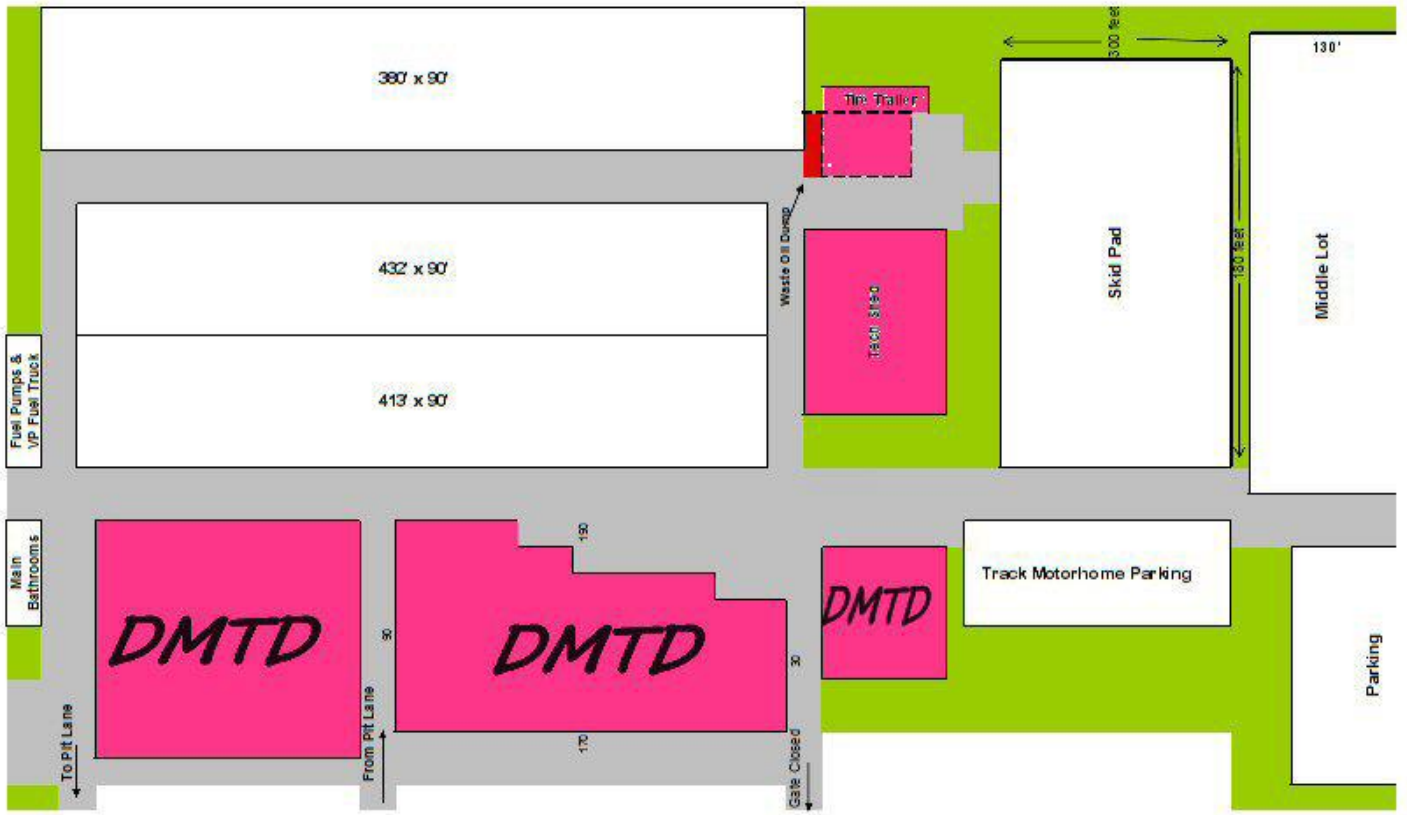 380' x 90'
300 feet
130'
Tire Trailer
432' x 90'
Waste Oil Dump
Tech Shed
Skid Pad
180 feet
Middle Lot
Fuel Pumps &
VP Fuel Truck
413' x 90'
Main
Bathrooms
190
Track Motorhome Parking
DMTD
90
DMTD
30
DMTD
Parking
To Pit Lane
From Pit Lane
170
Gate Closed